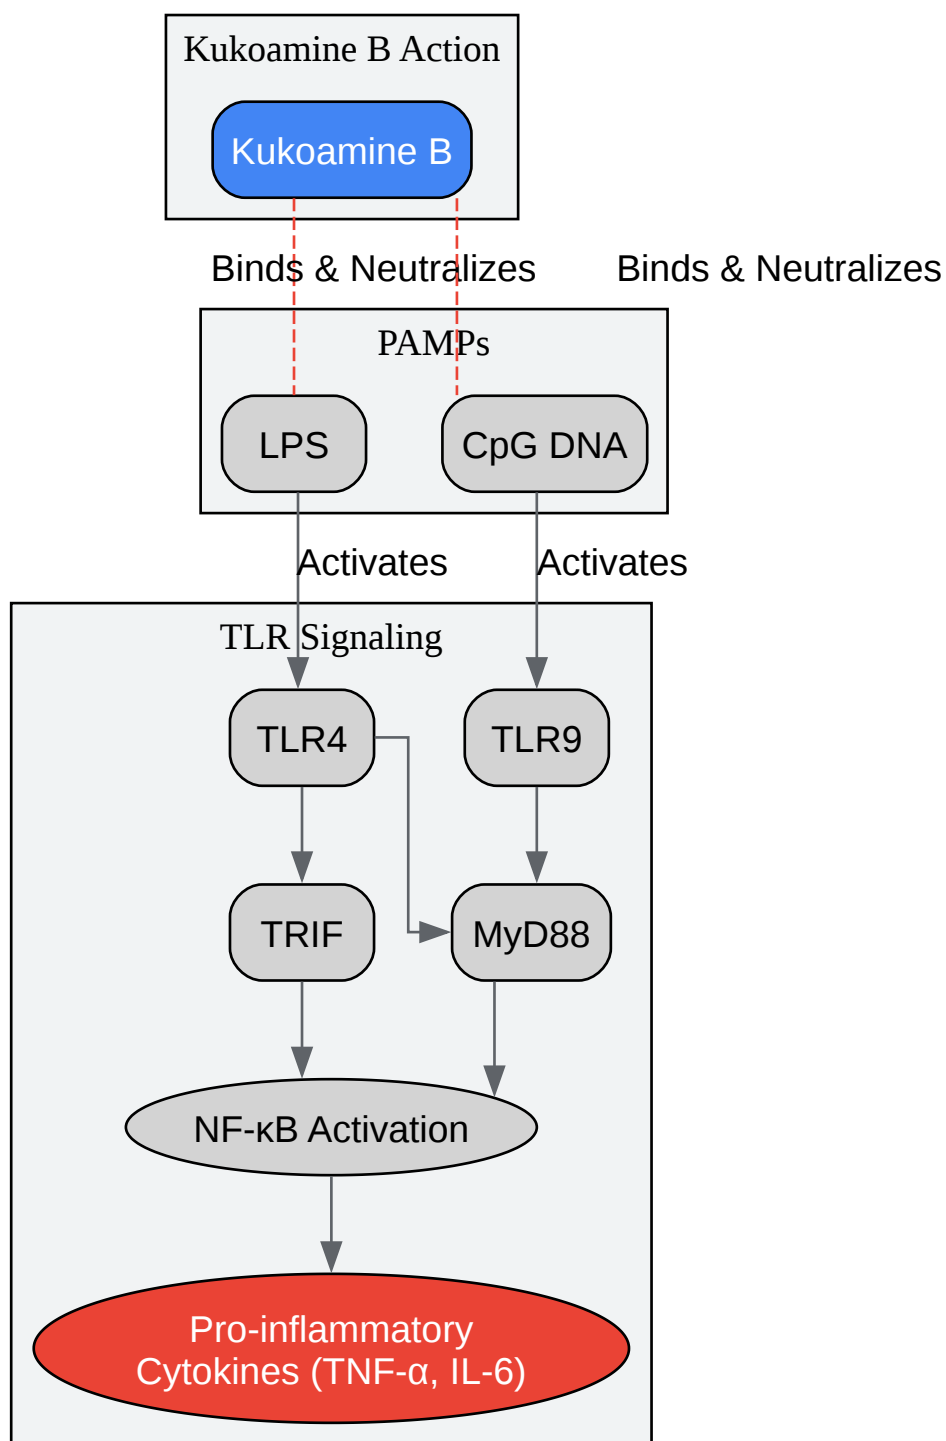 Kukoamine B Action
Kukoamine B
Binds & Neutralizes
Binds & Neutralizes
PAMPs
LPS
CpG DNA
Activates
Activates
TLR Signaling
TLR4
TLR9
TRIF
MyD88
NF-κB Activation
Pro-inflammatory
Cytokines (TNF-α, IL-6)